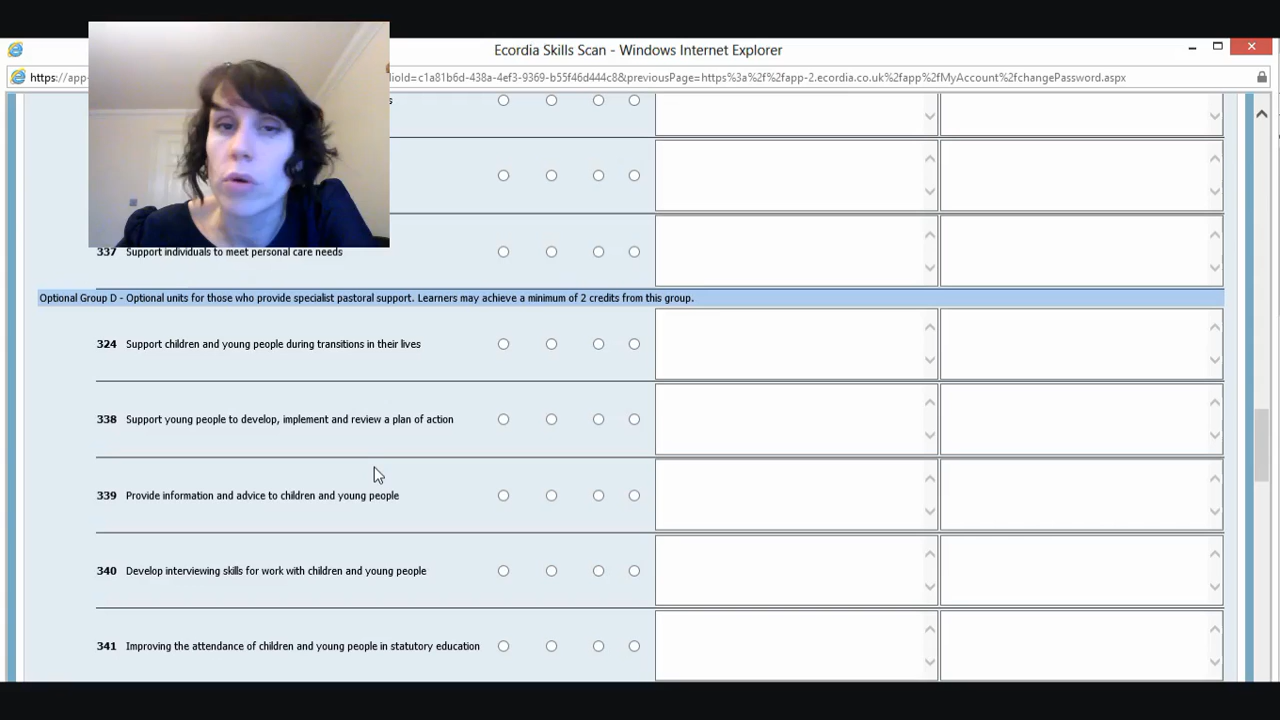 Ecordia Skills Scan - Windows Internet Explorer
https://app- lioId=c1a81b6d-438a-4ef3-9369-b55f46d444c8&previousPage=https%3a%2f%2fapp-2.ecordia.co.uk%2fapp%2fMyAccount%2fchangePassword.aspx
s
337 Support individuals to meet personal care needs
Optional Group D - Optional units for those who provide specialist pastoral support. Learners may achieve a minimum of 2 credits from this group.
324 Support children and young people during transitions in their lives
338 Support young people to develop, implement and review a plan of action
339 Provide information and advice to children and young people
340 Develop interviewing skills for work with children and young people
341 Improving the attendance of children and young people in statutory education